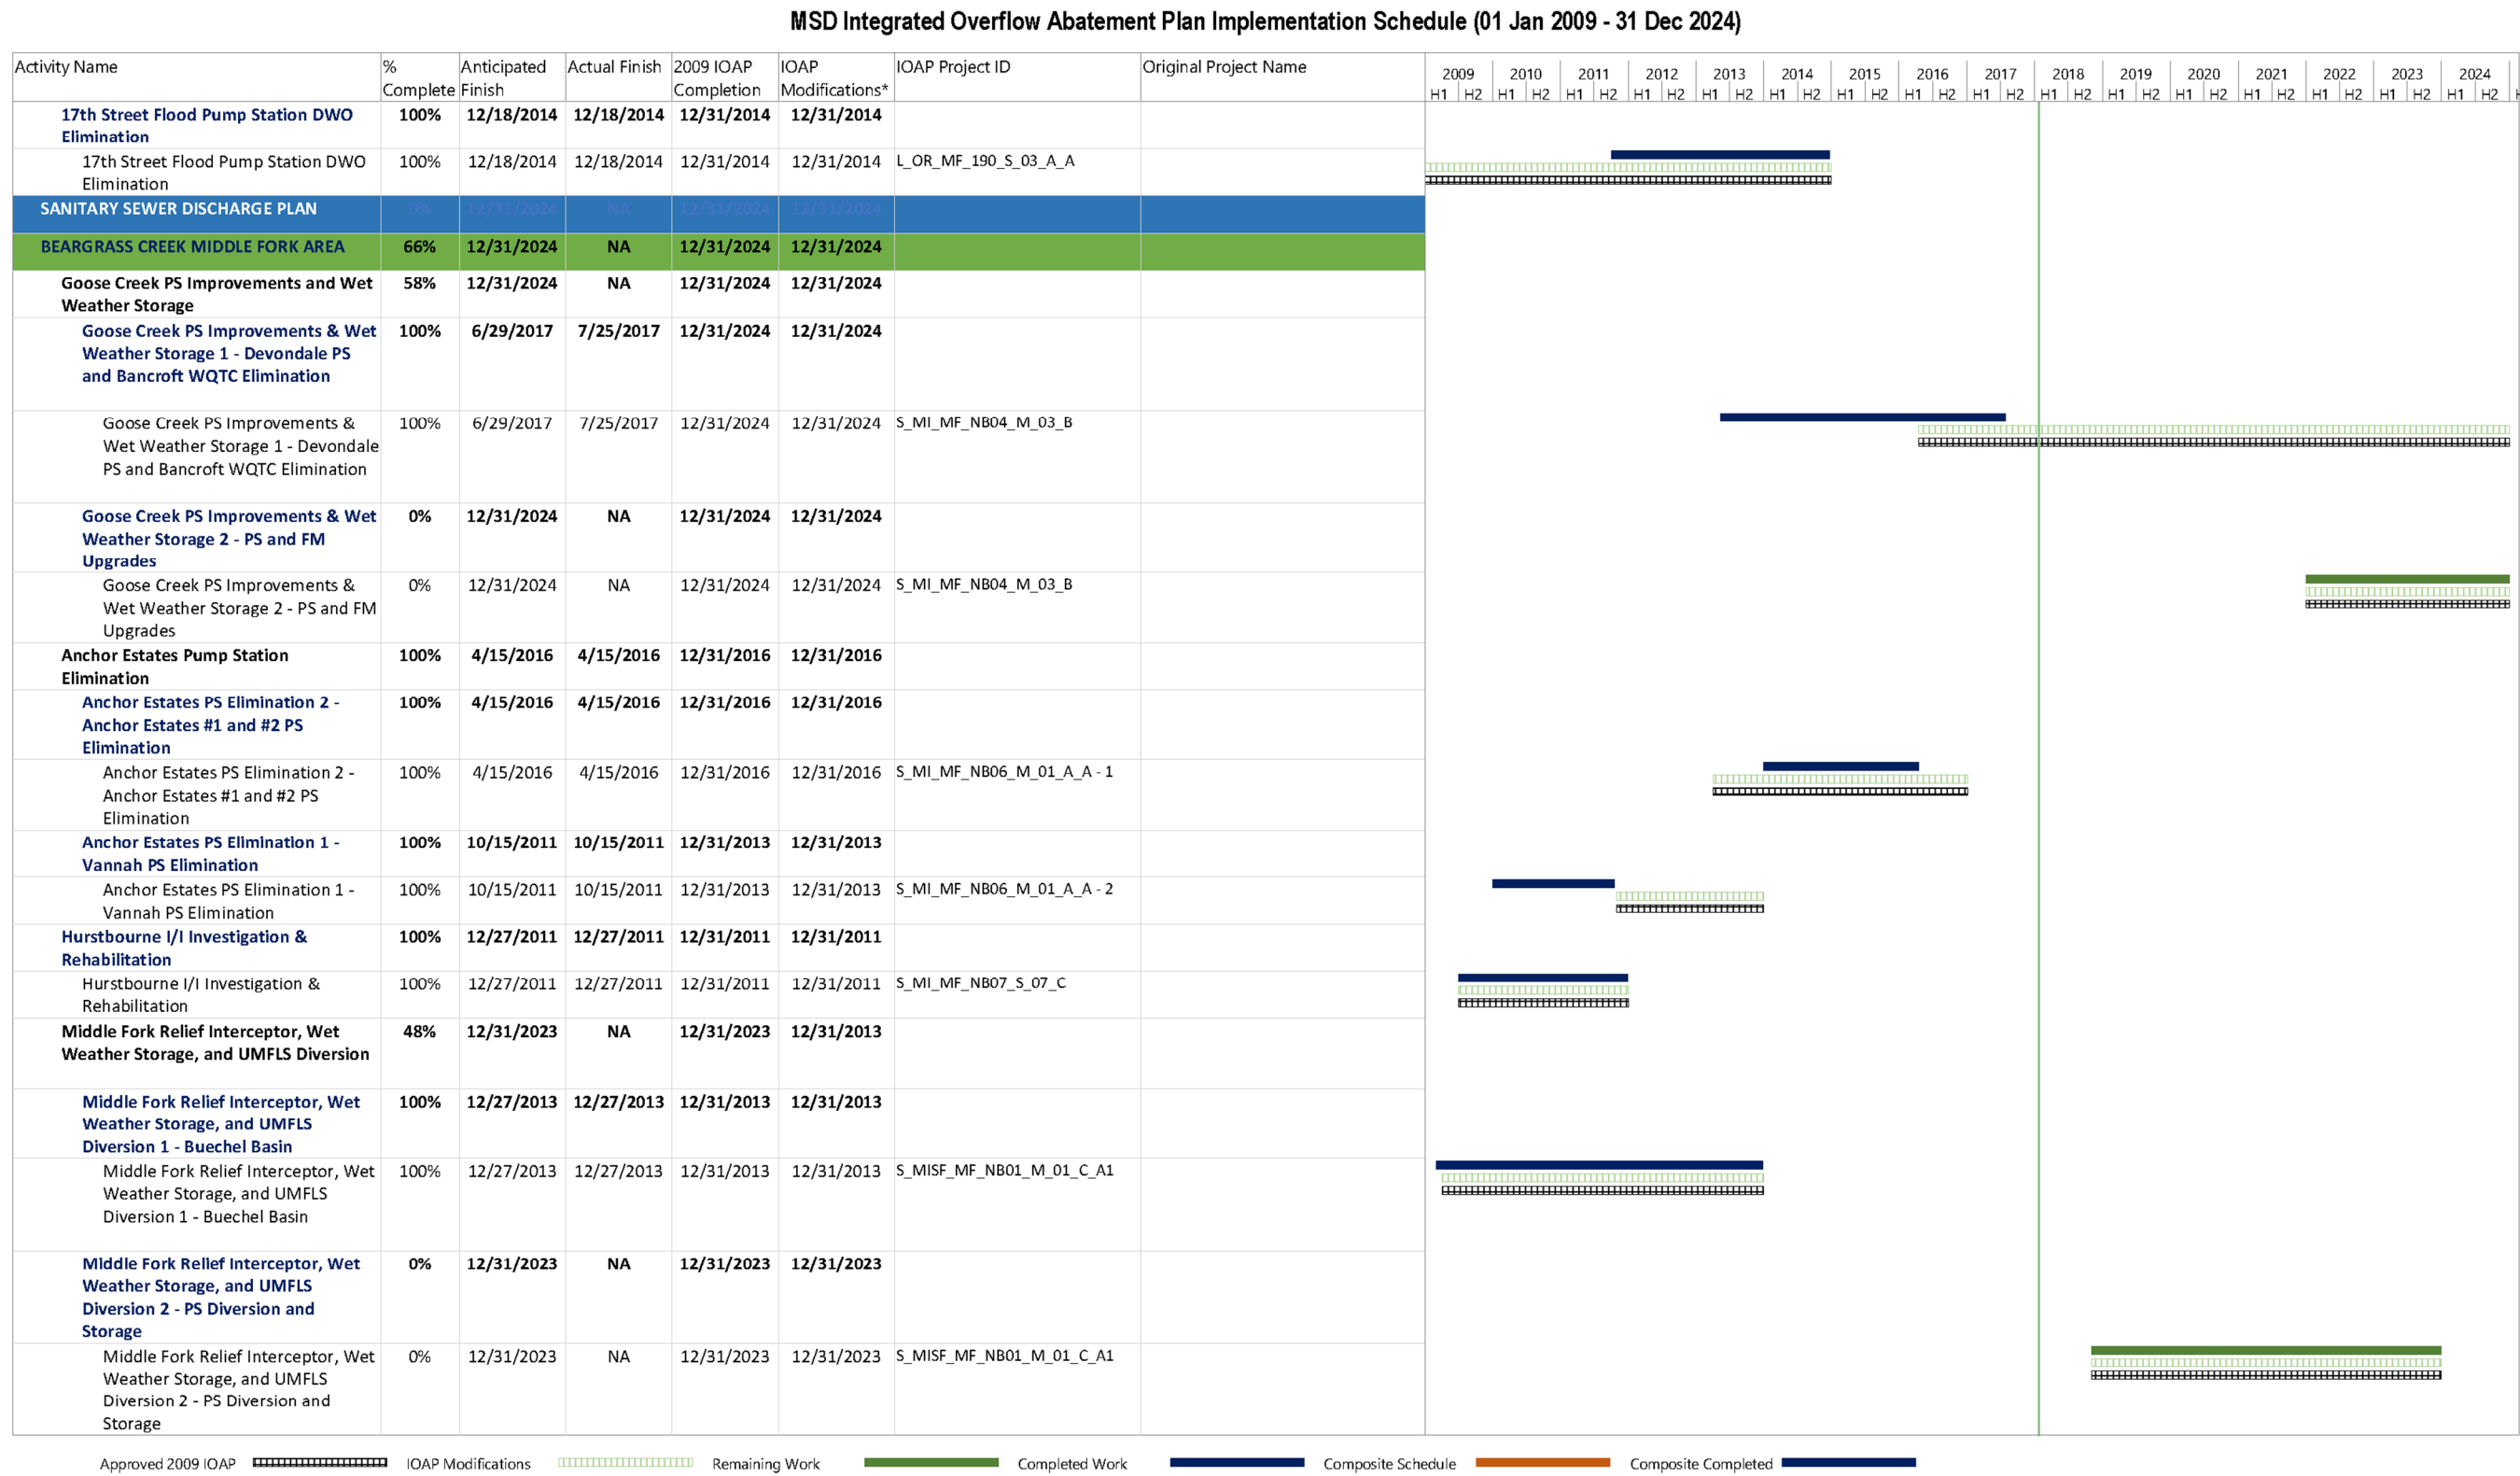 MSD Integrated Overflow Abatement Plan Implementation Schedule (01 Jan 2009 - 31 Dec 2024)
Activity Name % Complete Anticipated Finish Actual Finish 2009 IOAP Completion IOAP Modifications* IOAP Project ID Original Project Name
2009 2010 2011 2012 2013 2014 2015 2016 2017 2018 2019 2020 2021 2022 2023 2024
H1 H2 H1 H2 H1 H2 H1 H2 H1 H2 H1 H2 H1 H2 H1 H2 H1 H2 H1 H2 H1 H2 H1 H2 H1 H2 H1 H2 H1 H2 H1 H2
17th Street Flood Pump Station DWO 100% 12/18/2014 12/18/2014 12/31/2014 12/31/2014
Elimination
17th Street Flood Pump Station DWO 100% 12/18/2014 12/18/2014 12/31/2014 12/31/2014 L_OR_MF_190_S_03_A_A
Elimination
SANITARY SEWER DISCHARGE PLAN 0% 12/31/2024 NA 12/31/2024 12/31/2024
BEARGRASS CREEK MIDDLE FORK AREA 66% 12/31/2024 NA 12/31/2024 12/31/2024
Goose Creek PS Improvements and Wet 58% 12/31/2024 NA 12/31/2024 12/31/2024
Weather Storage
Goose Creek PS Improvements & Wet 100% 6/29/2017 7/25/2017 12/31/2024 12/31/2024
Weather Storage 1 - Devondale PS
and Bancroft WQTC Elimination
Goose Creek PS Improvements & 100% 6/29/2017 7/25/2017 12/31/2024 12/31/2024 S_MI_MF_NB04_M_03_B
Wet Weather Storage 1 - Devondale
PS and Bancroft WQTC Elimination
Goose Creek PS Improvements & Wet 0% 12/31/2024 NA 12/31/2024 12/31/2024
Weather Storage 2 - PS and FM
Upgrades
Goose Creek PS Improvements & 0% 12/31/2024 NA 12/31/2024 12/31/2024 S_MI_MF_NB04_M_03_B
Wet Weather Storage 2 - PS and FM
Upgrades
Anchor Estates Pump Station 100% 4/15/2016 4/15/2016 12/31/2016 12/31/2016
Elimination
Anchor Estates PS Elimination 2 - 100% 4/15/2016 4/15/2016 12/31/2016 12/31/2016
Anchor Estates #1 and #2 PS
Elimination
Anchor Estates PS Elimination 2 - 100% 4/15/2016 4/15/2016 12/31/2016 12/31/2016 S_MI_MF_NB06_M_01_A_A - 1
Anchor Estates #1 and #2 PS
Elimination
Anchor Estates PS Elimination 1 - 100% 10/15/2011 10/15/2011 12/31/2013 12/31/2013
Vannah PS Elimination
Anchor Estates PS Elimination 1 - 100% 10/15/2011 10/15/2011 12/31/2013 12/31/2013 S_MI_MF_NB06_M_01_A_A - 2
Vannah PS Elimination
Hurstbourne I/I Investigation & 100% 12/27/2011 12/27/2011 12/31/2011 12/31/2011
Rehabilitation
Hurstbourne I/I Investigation & 100% 12/27/2011 12/27/2011 12/31/2011 12/31/2011 S_MI_MF_NB07_S_07_C
Rehabilitation
Middle Fork Relief Interceptor, Wet 48% 12/31/2023 NA 12/31/2023 12/31/2013
Weather Storage, and UMFLS Diversion
Middle Fork Relief Interceptor, Wet 100% 12/27/2013 12/27/2013 12/31/2013 12/31/2013
Weather Storage, and UMFLS
Diversion 1 - Buechel Basin
Middle Fork Relief Interceptor, Wet 100% 12/27/2013 12/27/2013 12/31/2013 12/31/2013 S_MISF_MF_NB01_M_01_C_A1
Weather Storage, and UMFLS
Diversion 1 - Buechel Basin
Middle Fork Relief Interceptor, Wet 0% 12/31/2023 NA 12/31/2023 12/31/2023
Weather Storage, and UMFLS
Diversion 2 - PS Diversion and
Storage
Middle Fork Relief Interceptor, Wet 0% 12/31/2023 NA 12/31/2023 12/31/2023 S_MISF_MF_NB01_M_01_C_A1
Weather Storage, and UMFLS
Diversion 2 - PS Diversion and
Storage
Approved 2009 IOAP IOAP Modifications Remaining Work Completed Work Composite Schedule Composite Completed